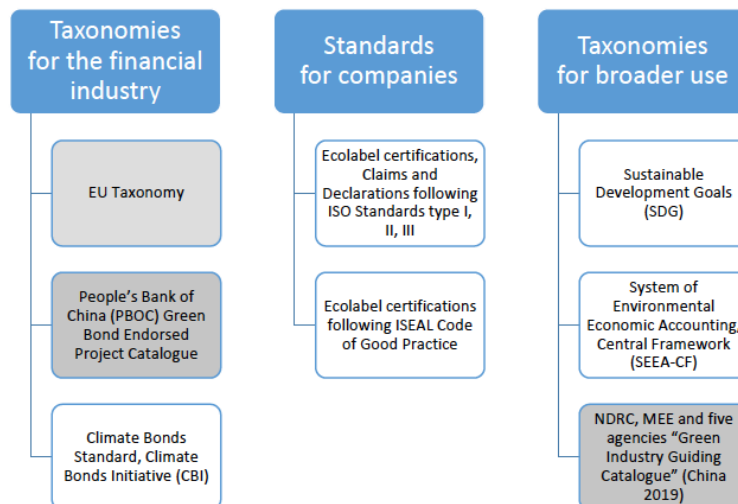 Taxonomies
for the financial
industry
EU Taxonomy
People's Bank of
China (PBOC) Green
Bond Endorsed
Project Catalogue
Climate Bonds
Standard, Climate
Bonds Initiative (CBI)
Standards
for companies
Ecolabel certifications,
Claims and
Declarations following
ISO Standards type I,
II, III
Ecolabel certifications
following ISEAL Code
of Good Practice
Taxonomies
for broader use
Sustainable
Development Goals
(SDG)
System of
Environmental
Economic Accounting,
Central Framework
(SEEA-CF)
NDRC, MEE and five
agencies “Green
Industry Guiding
Catalogue” (China
2019)